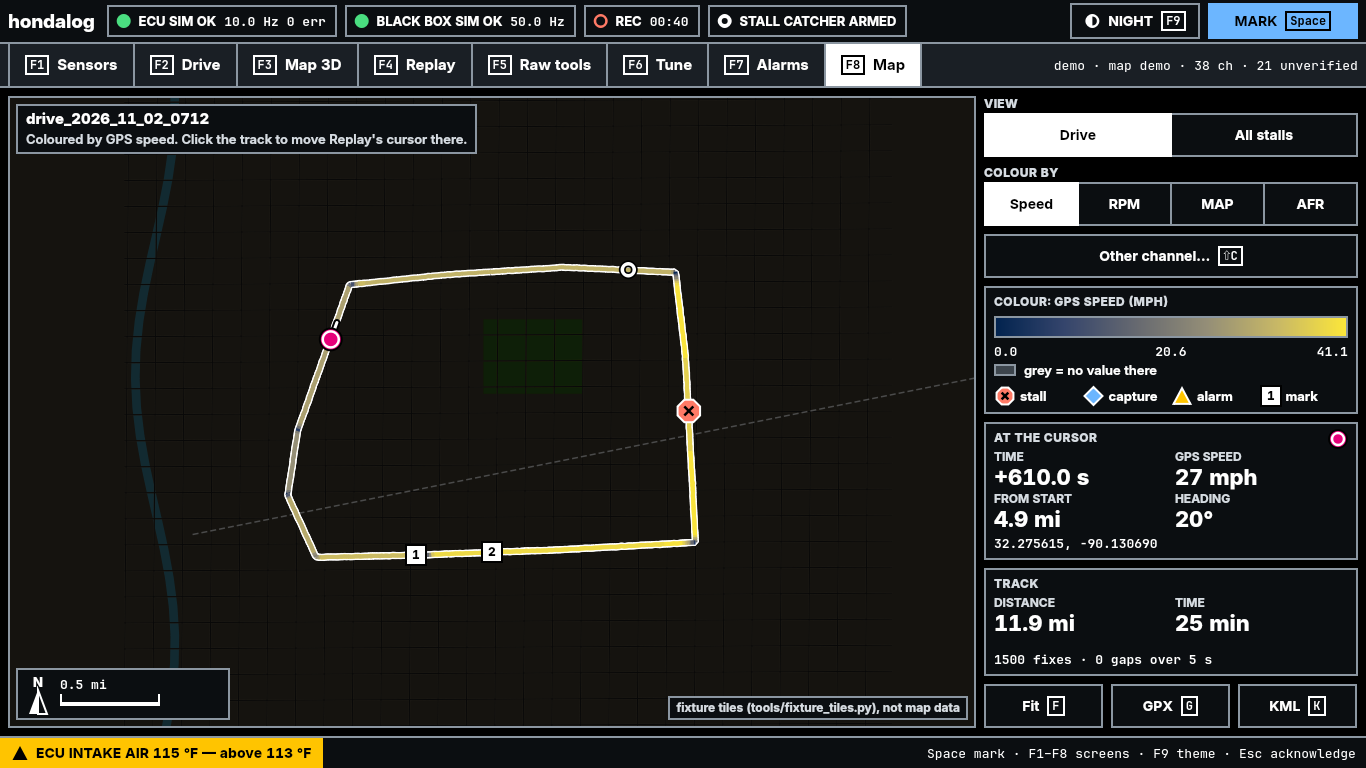 hondalog
ECU SIM OK 10.0 Hz 0 err
BLACK BOX SIM OK 50.0 Hz
REC 00:40
STALL CATCHER ARMED
NIGHT F9
MARK Space
F1 Sensors
F2 Drive
F3 Map 3D
F4 Replay
F5 Raw tools
F6 Tune
F7 Alarms
F8 Map
demo · map demo · 38 ch · 21 unverified
drive_2026_11_02_0712
Coloured by GPS speed. Click the track to move Replay's cursor there.
1
2
N
0.5 mi
fixture tiles (tools/fixture_tiles.py), not map data
VIEW
Drive
All stalls
COLOUR BY
Speed
RPM
MAP
AFR
Other channel... ⇧C
COLOUR: GPS SPEED (MPH)
0.0 20.6 41.1
grey = no value there
stall
capture
alarm
1 mark
AT THE CURSOR
TIME GPS SPEED
+610.0 s 27 mph
FROM START HEADING
4.9 mi 20°
32.275615, -90.130690
TRACK
DISTANCE TIME
11.9 mi 25 min
1500 fixes · 0 gaps over 5 s
Fit F
GPX G
KML K
ECU INTAKE AIR 115 °F — above 113 °F
Space mark · F1–F8 screens · F9 theme · Esc acknowledge